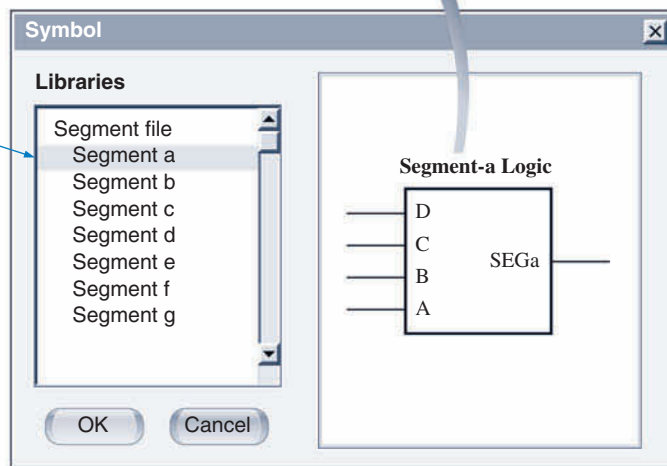 Symbol
Libraries
Segment file
Segment a
Segment b
Segment c
Segment d
Segment e
Segment f
Segment g
OK
Cancel
Segment-a Logic
D
C
B
A
SEGa